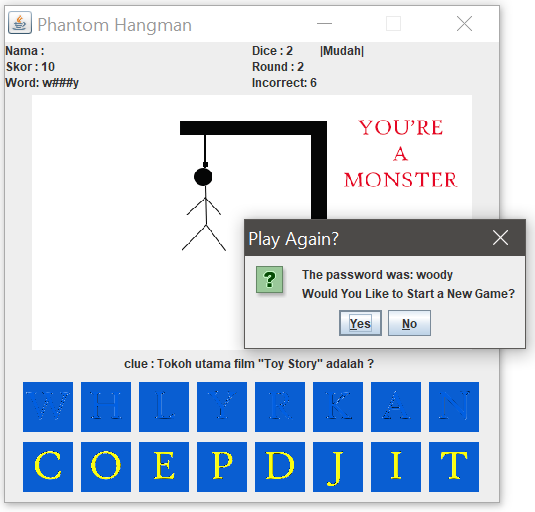 Phantom Hangman
Nama :
Dice : 2 |Mudah|
Skor : 10
Round : 2
Word: w###y
Incorrect: 6
YOU'RE
A
MONSTER
Play Again?
?
The password was: woody
Would You Like to Start a New Game?
Yes No
clue : Tokoh utama film "Toy Story" adalah ?
W H L Y R K A N
C O E P D J I T